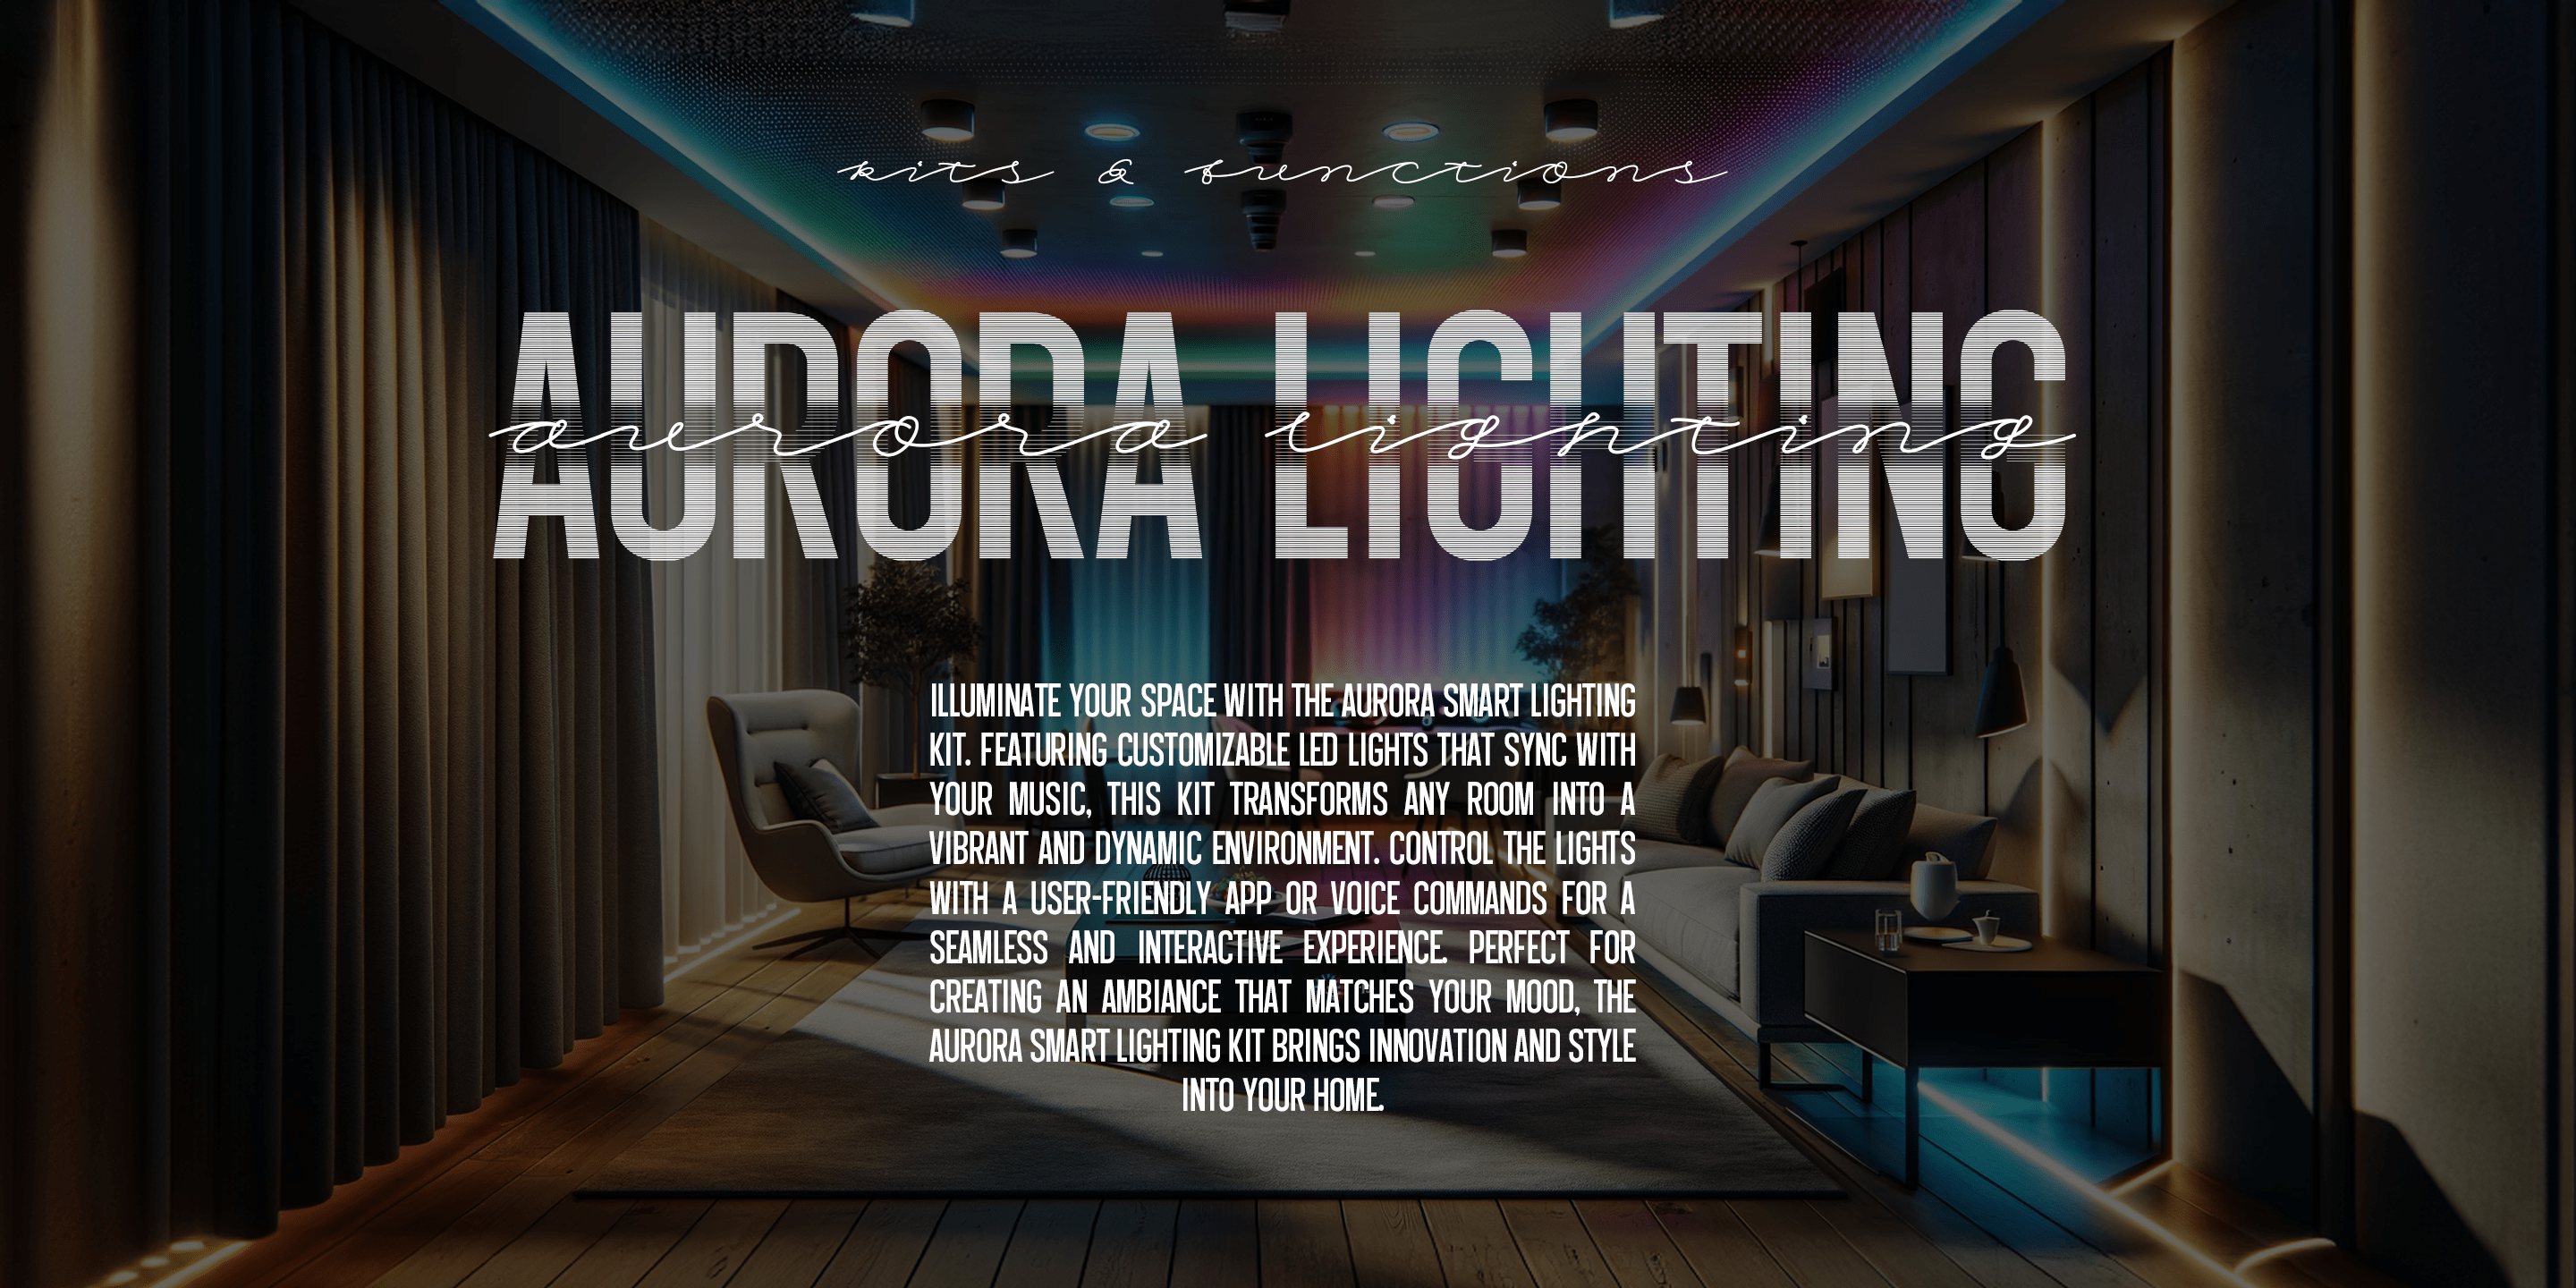 kits & functions
AURORA LIGHTING
aurora lighting
ILLUMINATE YOUR SPACE WITH THE AURORA SMART LIGHTING
KIT. FEATURING CUSTOMIZABLE LED LIGHTS THAT SYNC WITH
YOUR MUSIC, THIS KIT TRANSFORMS ANY ROOM INTO A
VIBRANT AND DYNAMIC ENVIRONMENT. CONTROL THE LIGHTS
WITH A USER-FRIENDLY APP OR VOICE COMMANDS FOR A
SEAMLESS AND INTERACTIVE EXPERIENCE. PERFECT FOR
CREATING AN AMBIANCE THAT MATCHES YOUR MOOD, THE
AURORA SMART LIGHTING KIT BRINGS INNOVATION AND STYLE
INTO YOUR HOME.